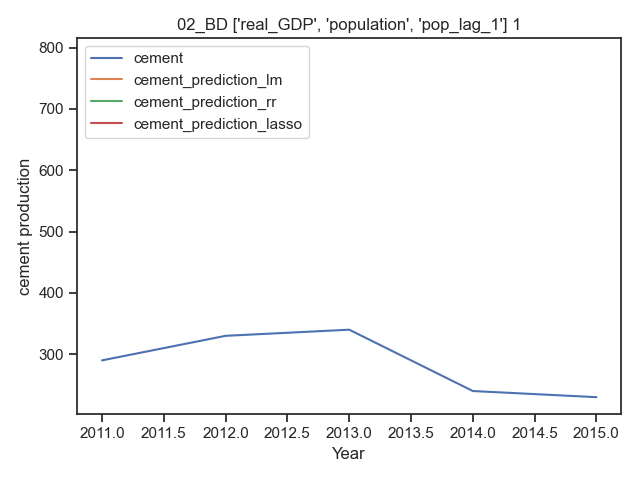 02_BD ['real_GDP', 'population', 'pop_lag_1'] 1
800
700
600
500
400
300
cement production
cement
cement_prediction_lm
cement_prediction_rr
cement_prediction_lasso
2011.0 2011.5 2012.0 2012.5 2013.0 2013.5 2014.0 2014.5 2015.0
Year